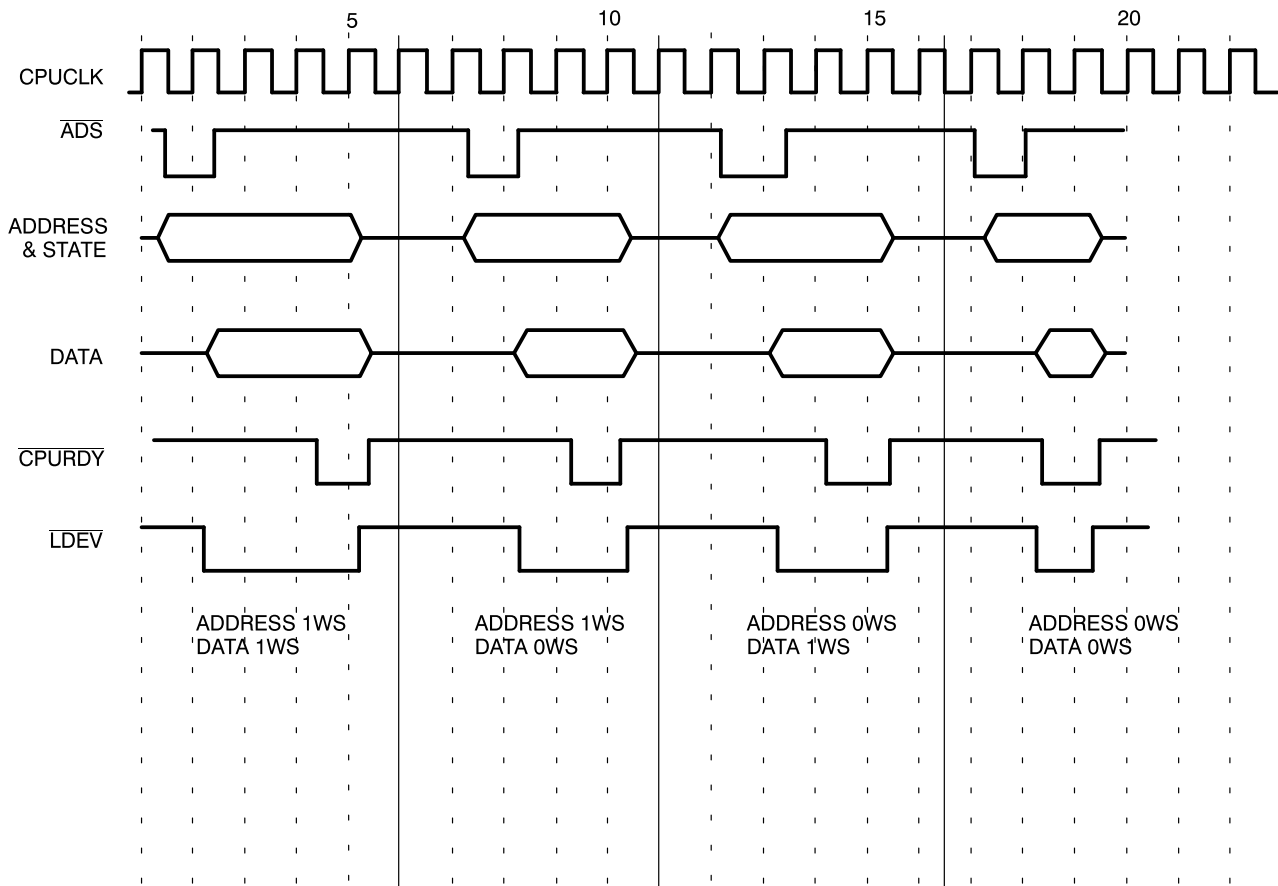 5 10 15 20
CPUCLK
ADS
ADDRESS
& STATE
DATA
CPURDY
LDEV
ADDRESS 1WS
DATA 1WS
ADDRESS 1WS
DATA 0WS
ADDRESS 0WS
DATA 1WS
ADDRESS 0WS
DATA 0WS